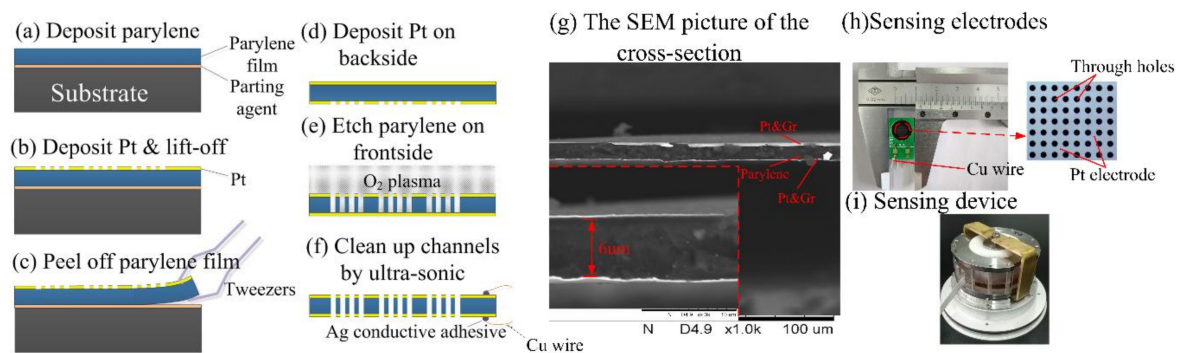 (a) Deposit parylene
Parylene
film
Parting
agent
Substrate
(b) Deposit Pt & lift-off
Pt
(c) Peel off parylene film
Tweezers
(d) Deposit Pt on
backside
(e) Etch parylene on
frontside
O2 plasma
(f) Clean up channels
by ultra-sonic
Ag conductive adhesive
Cu wire
(g) The SEM picture of the
cross-section
Pt&Gr
Parylene
Pt&Gr
6um
N D4.9 x1.0k 100 um
(h)Sensing electrodes
Through holes
Cu wire
Pt electrode
(i) Sensing device